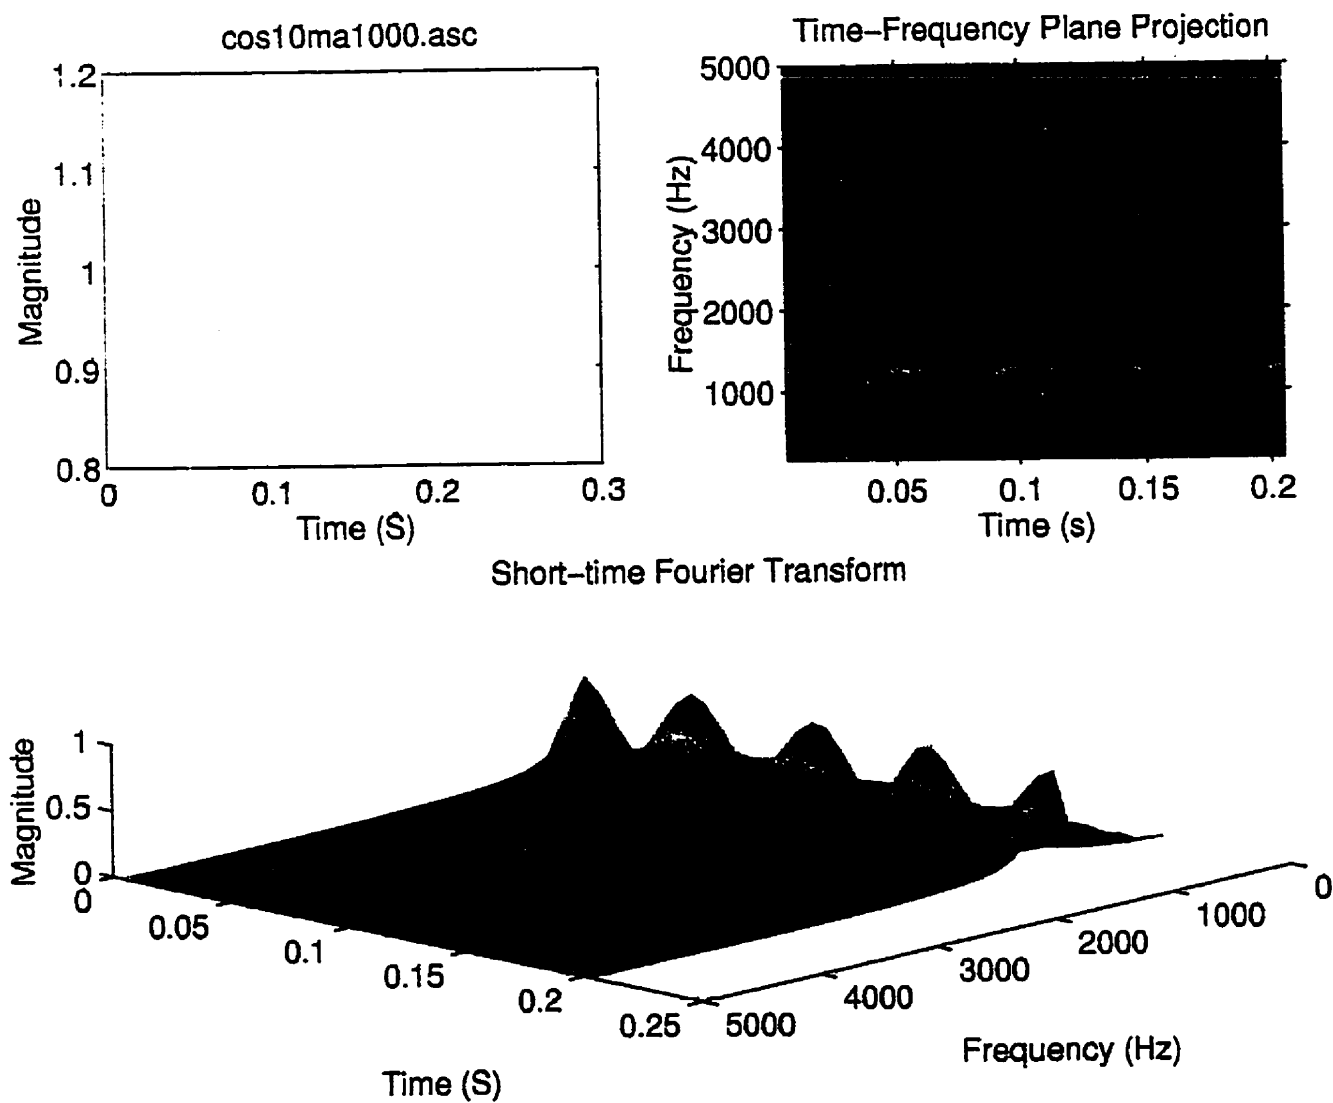 cos10ma1000.asc
1.2
1.1
1
0.9
0.8
Magnitude
0 0.1 0.2 0.3
Time (S)
Time–Frequency Plane Projection
5000
4000
3000
2000
1000
Frequency (Hz)
0.05 0.1 0.15 0.2
Time (s)
Short–time Fourier Transform
1
0.5
0
Magnitude
0
0.05
0.1
0.15
0.2
0.25
Time (S)
5000
4000
3000
2000
1000
0
Frequency (Hz)